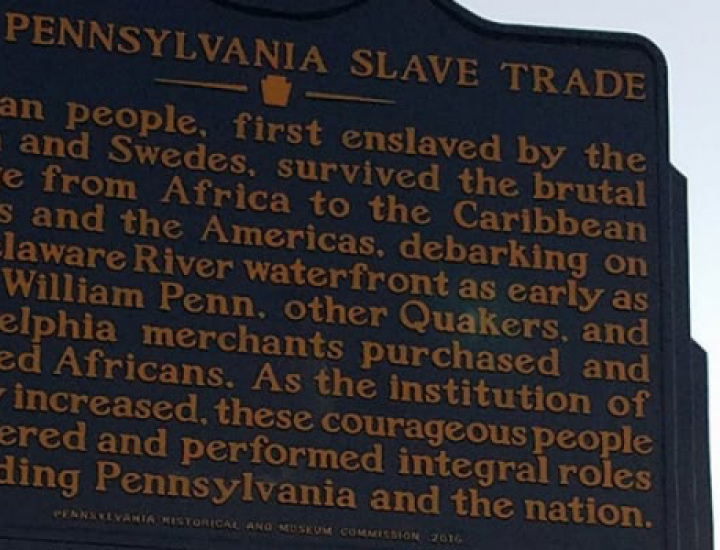 PENNSYLVANIA SLAVE TRADE
an people, first enslaved by the
and Swedes, survived the brutal
e from Africa to the Caribbean
s and the Americas, debarking on
laware River waterfront as early as
William Penn, other Quakers, and
elphia merchants purchased and
ed Africans. As the institution of
y increased, these courageous people
ered and performed integral roles
ding Pennsylvania and the nation.
PENNSYLVANIA HISTORICAL AND MUSEUM COMMISSION 2016